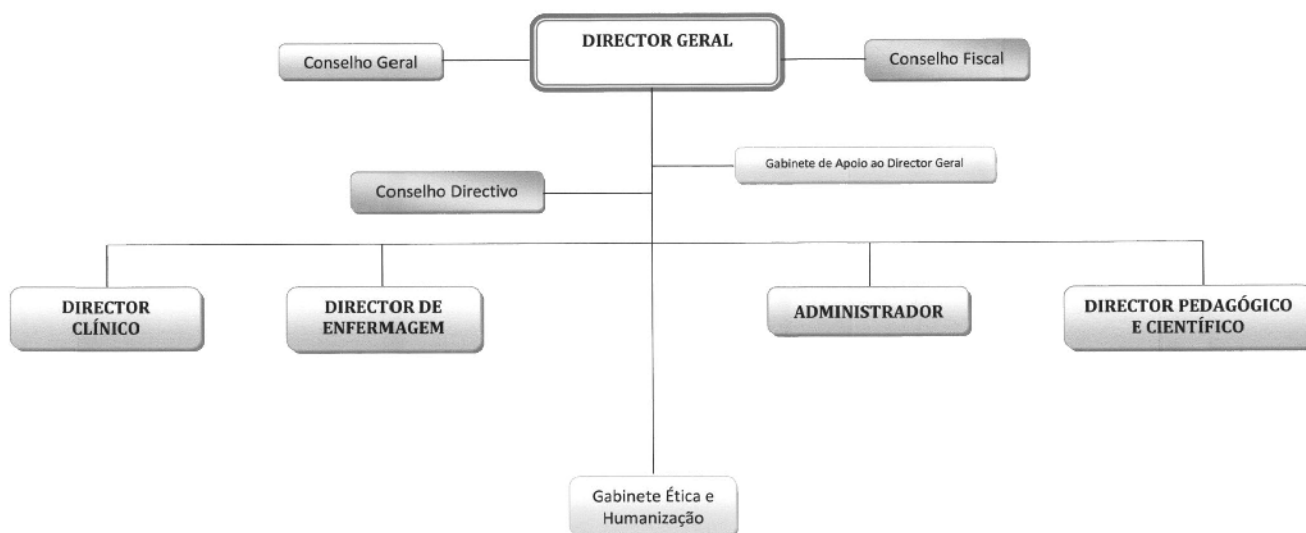 DIRECTOR GERAL
Conselho Geral
Conselho Fiscal
Gabinete de Apoio ao Director Geral
Conselho Directivo
DIRECTOR
CLÍNICO
DIRECTOR DE
ENFERMAGEM
ADMINISTRADOR
DIRECTOR PEDAGÓGICO
E CIENTÍFICO
Gabinete Ética e
Humanização